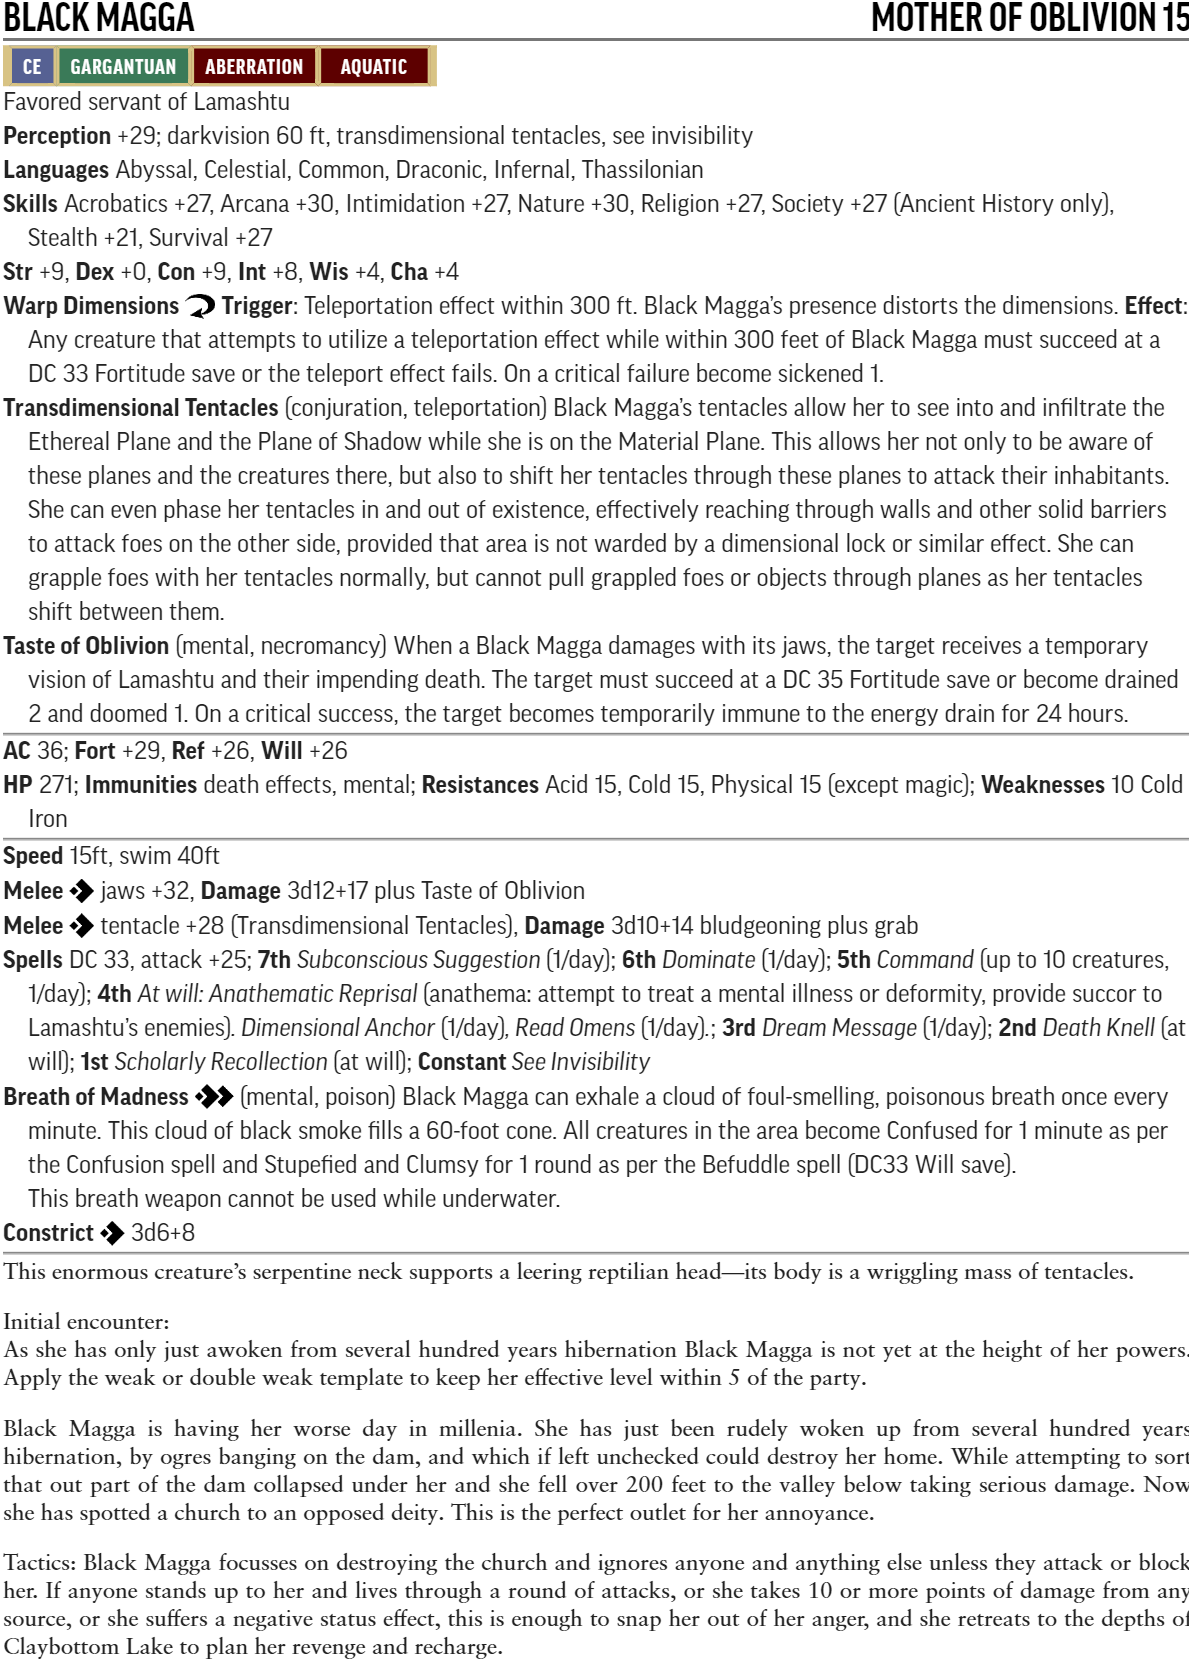 BLACK MAGGA MOTHER OF OBLIVION 15
CE GARGANTUAN ABERRATION AQUATIC
Favored servant of Lamashtu
Perception +29; darkvision 60 ft, transdimensional tentacles, see invisibility
Languages Abyssal, Celestial, Common, Draconic, Infernal, Thassilonian
Skills Acrobatics +27, Arcana +30, Intimidation +27, Nature +30, Religion +27, Society +27 (Ancient History only),
Stealth +21, Survival +27
Str +9, Dex +0, Con +9, Int +8, Wis +4, Cha +4
Warp Dimensions Trigger: Teleportation effect within 300 ft. Black Magga's presence distorts the dimensions. Effect:
Any creature that attempts to utilize a teleportation effect while within 300 feet of Black Magga must succeed at a
DC 33 Fortitude save or the teleport effect fails. On a critical failure become sickened 1.
Transdimensional Tentacles (conjuration, teleportation) Black Magga's tentacles allow her to see into and infiltrate the
Ethereal Plane and the Plane of Shadow while she is on the Material Plane. This allows her not only to be aware of
these planes and the creatures there, but also to shift her tentacles through these planes to attack their inhabitants.
She can even phase her tentacles in and out of existence, effectively reaching through walls and other solid barriers
to attack foes on the other side, provided that area is not warded by a dimensional lock or similar effect. She can
grapple foes with her tentacles normally, but cannot pull grappled foes or objects through planes as her tentacles
shift between them.
Taste of Oblivion (mental, necromancy) When a Black Magga damages with its jaws, the target receives a temporary
vision of Lamashtu and their impending death. The target must succeed at a DC 35 Fortitude save or become drained
2 and doomed 1. On a critical success, the target becomes temporarily immune to the energy drain for 24 hours.
AC 36; Fort +29, Ref +26, Will +26
HP 271; Immunities death effects, mental; Resistances Acid 15, Cold 15, Physical 15 (except magic); Weaknesses 10 Cold
Iron
Speed 15ft, swim 40ft
Melee jaws +32, Damage 3d12+17 plus Taste of Oblivion
Melee tentacle +28 (Transdimensional Tentacles), Damage 3d10+14 bludgeoning plus grab
Spells DC 33, attack +25; 7th Subconscious Suggestion (1/day); 6th Dominate (1/day); 5th Command (up to 10 creatures,
1/day); 4th At will: Anathematic Reprisal (anathema: attempt to treat a mental illness or deformity, provide succor to
Lamashtu's enemies). Dimensional Anchor (1/day), Read Omens (1/day).; 3rd Dream Message (1/day); 2nd Death Knell (at
will); 1st Scholarly Recollection (at will); Constant See Invisibility
Breath of Madness (mental, poison) Black Magga can exhale a cloud of foul-smelling, poisonous breath once every
minute. This cloud of black smoke fills a 60-foot cone. All creatures in the area become Confused for 1 minute as per
the Confusion spell and Stupefied and Clumsy for 1 round as per the Befuddle spell (DC33 Will save).
This breath weapon cannot be used while underwater.
Constrict 3d6+8
This enormous creature's serpentine neck supports a leering reptilian head—its body is a wriggling mass of tentacles.
Initial encounter:
As she has only just awoken from several hundred years hibernation Black Magga is not yet at the height of her powers.
Apply the weak or double weak template to keep her effective level within 5 of the party.
Black Magga is having her worse day in millenia. She has just been rudely woken up from several hundred years
hibernation, by ogres banging on the dam, and which if left unchecked could destroy her home. While attempting to sort
that out part of the dam collapsed under her and she fell over 200 feet to the valley below taking serious damage. Now
she has spotted a church to an opposed deity. This is the perfect outlet for her annoyance.
Tactics: Black Magga focusses on destroying the church and ignores anyone and anything else unless they attack or block
her. If anyone stands up to her and lives through a round of attacks, or she takes 10 or more points of damage from any
source, or she suffers a negative status effect, this is enough to snap her out of her anger, and she retreats to the depths of
Claybottom Lake to plan her revenge and recharge.